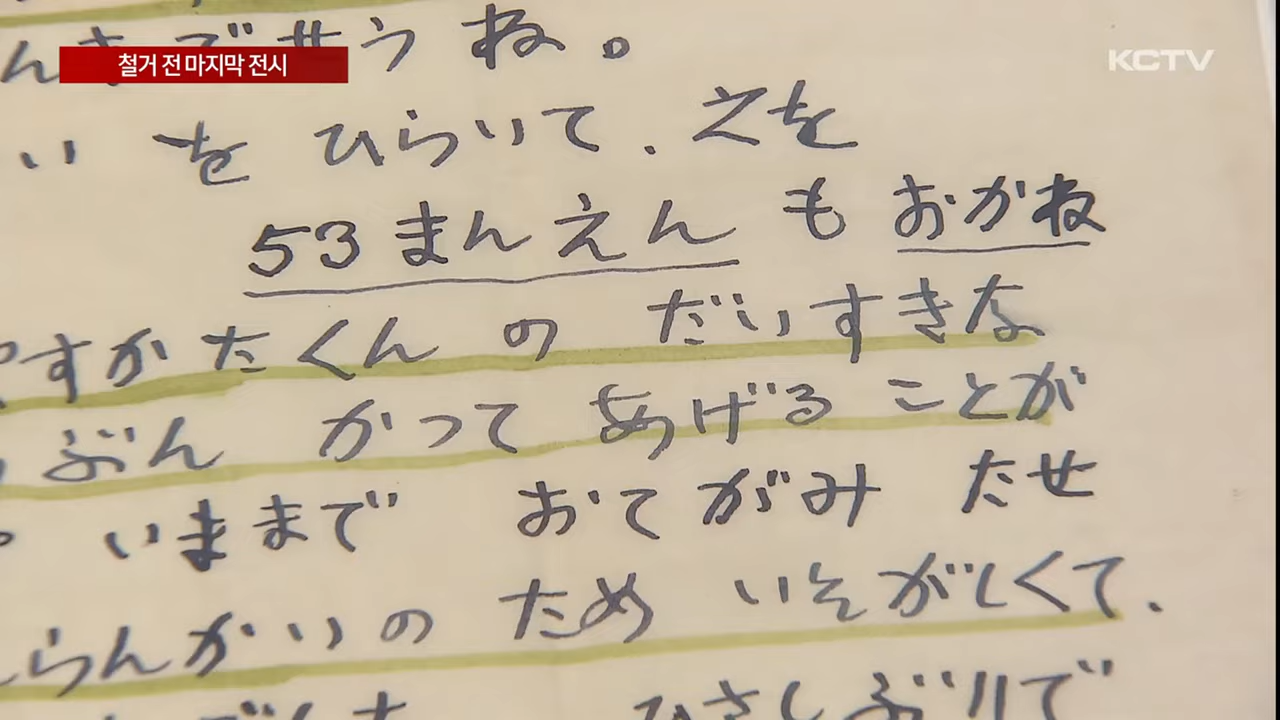 철거 전 마지막 전시
KCTV
うね。
い を ひらいて、之を
53まんえん も おかね
やすかたくん の だいすきな
ぶん かって あげる ことが
いままで おてがみ たせ
らんかいの ため いそがしくて、
ひさしぶりで